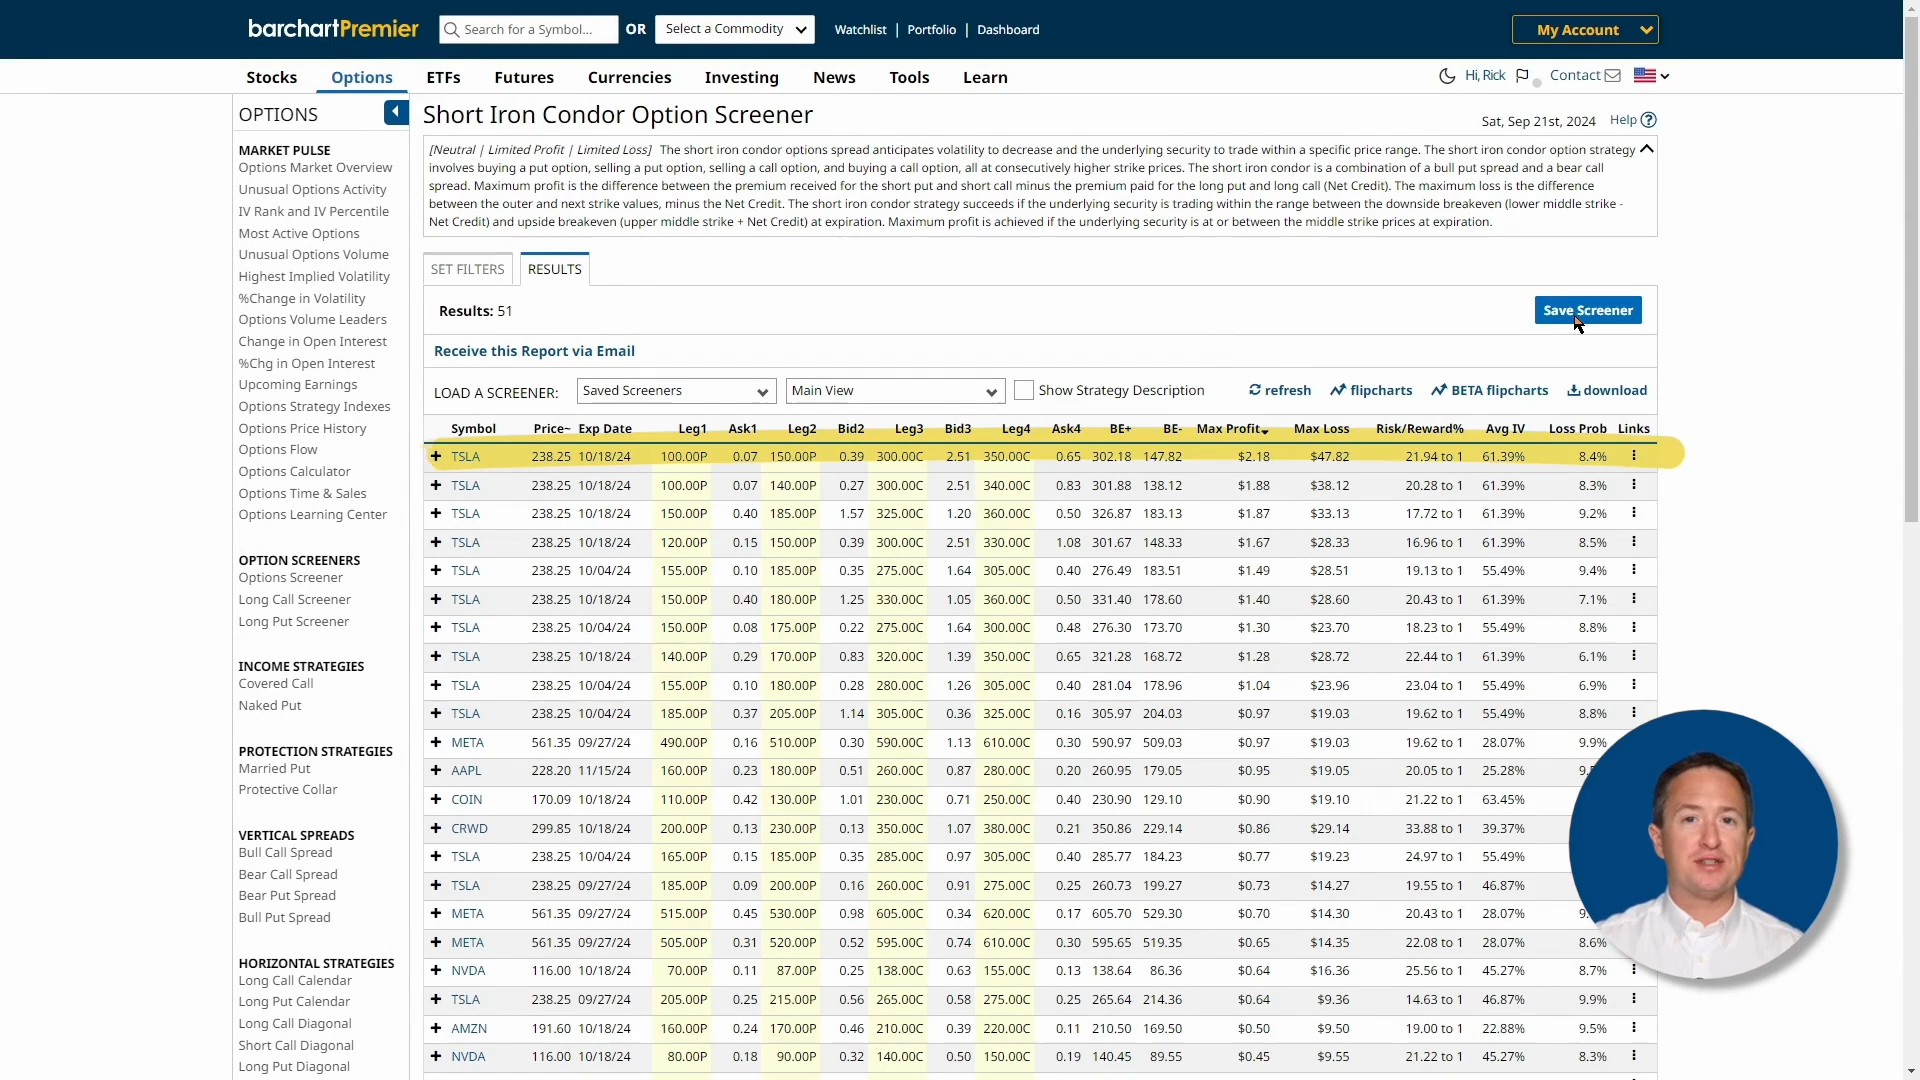 barchartPremier Search for a Symbol... OR Select a Commodity Watchlist | Portfolio | Dashboard My Account
Stocks Options ETFs Futures Currencies Investing News Tools Learn Hi, Rick Contact
OPTIONS
MARKET PULSE
Options Market Overview
Unusual Options Activity
IV Rank and IV Percentile
Most Active Options
Unusual Options Volume
Highest Implied Volatility
%Change in Volatility
Options Volume Leaders
Change in Open Interest
%Chg in Open Interest
Upcoming Earnings
Options Strategy Indexes
Options Price History
Options Flow
Options Calculator
Options Time & Sales
Options Learning Center
OPTION SCREENERS
Options Screener
Long Call Screener
Long Put Screener
INCOME STRATEGIES
Covered Call
Naked Put
PROTECTION STRATEGIES
Married Put
Protective Collar
VERTICAL SPREADS
Bull Call Spread
Bear Call Spread
Bear Put Spread
Bull Put Spread
HORIZONTAL STRATEGIES
Long Call Calendar
Long Put Calendar
Long Call Diagonal
Short Call Diagonal
Long Put Diagonal
Short Iron Condor Option Screener
Sat, Sep 21st, 2024 Help ?
[Neutral | Limited Profit | Limited Loss] The short iron condor options spread anticipates volatility to decrease and the underlying security to trade within a specific price range. The short iron condor option strategy
involves buying a put option, selling a put option, selling a call option, and buying a call option, all at consecutively higher strike prices. The short iron condor is a combination of a bull put spread and a bear call
spread. Maximum profit is the difference between the premium received for the short put and short call minus the premium paid for the long put and long call (Net Credit). The maximum loss is the difference
between the outer and next strike values, minus the Net Credit. The short iron condor strategy succeeds if the underlying security is trading within the range between the downside breakeven (lower middle strike -
Net Credit) and upside breakeven (upper middle strike + Net Credit) at expiration. Maximum profit is achieved if the underlying security is at or between the middle strike prices at expiration.
SET FILTERS RESULTS
Results: 51 Save Screener
Receive this Report via Email
LOAD A SCREENER: Saved Screeners Main View Show Strategy Description refresh flipcharts BETA flipcharts download
Symbol Price~ Exp Date Leg1 Ask1 Leg2 Bid2 Leg3 Bid3 Leg4 Ask4 BE+ BE- Max Profit Max Loss Risk/Reward% Avg IV Loss Prob Links
+ TSLA 238.25 10/18/24 100.00P 0.07 150.00P 0.39 300.00C 2.51 350.00C 0.65 302.18 147.82 $2.18 $47.82 21.94 to 1 61.39% 8.4%
+ TSLA 238.25 10/18/24 100.00P 0.07 140.00P 0.27 300.00C 2.51 340.00C 0.83 301.88 138.12 $1.88 $38.12 20.28 to 1 61.39% 8.3%
+ TSLA 238.25 10/18/24 150.00P 0.40 185.00P 1.57 325.00C 1.20 360.00C 0.50 326.87 183.13 $1.87 $33.13 17.72 to 1 61.39% 9.2%
+ TSLA 238.25 10/18/24 120.00P 0.15 150.00P 0.39 300.00C 2.51 330.00C 1.08 301.67 148.33 $1.67 $28.33 16.96 to 1 61.39% 8.5%
+ TSLA 238.25 10/04/24 155.00P 0.10 185.00P 0.35 275.00C 1.64 305.00C 0.40 276.49 183.51 $1.49 $28.51 19.13 to 1 55.49% 9.4%
+ TSLA 238.25 10/18/24 150.00P 0.40 180.00P 1.25 330.00C 1.05 360.00C 0.50 331.40 178.60 $1.40 $28.60 20.43 to 1 61.39% 7.1%
+ TSLA 238.25 10/04/24 150.00P 0.08 175.00P 0.22 275.00C 1.64 300.00C 0.48 276.30 173.70 $1.30 $23.70 18.23 to 1 55.49% 8.8%
+ TSLA 238.25 10/18/24 140.00P 0.29 170.00P 0.83 320.00C 1.39 350.00C 0.65 321.28 168.72 $1.28 $28.72 22.44 to 1 61.39% 6.1%
+ TSLA 238.25 10/04/24 155.00P 0.10 180.00P 0.28 280.00C 1.26 305.00C 0.40 281.04 178.96 $1.04 $23.96 23.04 to 1 55.49% 6.9%
+ TSLA 238.25 10/04/24 185.00P 0.37 205.00P 1.14 305.00C 0.36 325.00C 0.16 305.97 204.03 $0.97 $19.03 19.62 to 1 55.49% 8.8%
+ META 561.35 09/27/24 490.00P 0.16 510.00P 0.30 590.00C 1.13 610.00C 0.30 590.97 509.03 $0.97 $19.03 19.62 to 1 28.07% 9.9%
+ AAPL 228.20 11/15/24 160.00P 0.23 180.00P 0.51 260.00C 0.87 280.00C 0.20 260.95 179.05 $0.95 $19.05 20.05 to 1 25.28%
+ COIN 170.09 10/18/24 110.00P 0.42 130.00P 1.01 230.00C 0.71 250.00C 0.40 230.90 129.10 $0.90 $19.10 21.22 to 1 63.45%
+ CRWD 299.85 10/18/24 200.00P 0.13 230.00P 0.13 350.00C 1.07 380.00C 0.21 350.86 229.14 $0.86 $29.14 33.88 to 1 39.37%
+ TSLA 238.25 10/04/24 165.00P 0.15 185.00P 0.35 285.00C 0.97 305.00C 0.40 285.77 184.23 $0.77 $19.23 24.97 to 1 55.49%
+ TSLA 238.25 09/27/24 185.00P 0.09 200.00P 0.16 260.00C 0.91 275.00C 0.25 260.73 199.27 $0.73 $14.27 19.55 to 1 46.87%
+ META 561.35 09/27/24 515.00P 0.45 530.00P 0.98 605.00C 0.34 620.00C 0.17 605.70 529.30 $0.70 $14.30 20.43 to 1 28.07%
+ META 561.35 09/27/24 505.00P 0.31 520.00P 0.52 595.00C 0.74 610.00C 0.30 595.65 519.35 $0.65 $14.35 22.08 to 1 28.07% 8.6%
+ NVDA 116.00 10/18/24 70.00P 0.11 87.00P 0.25 138.00C 0.63 155.00C 0.13 138.64 86.36 $0.64 $16.36 25.56 to 1 45.27% 8.7%
+ TSLA 238.25 09/27/24 205.00P 0.25 215.00P 0.56 265.00C 0.58 275.00C 0.25 265.64 214.36 $0.64 $9.36 14.63 to 1 46.87% 9.9%
+ AMZN 191.60 10/18/24 160.00P 0.24 170.00P 0.46 210.00C 0.39 220.00C 0.11 210.50 169.50 $0.50 $9.50 19.00 to 1 22.88% 9.5%
+ NVDA 116.00 10/18/24 80.00P 0.18 90.00P 0.32 140.00C 0.50 150.00C 0.19 140.45 89.55 $0.45 $9.55 21.22 to 1 45.27% 8.3%